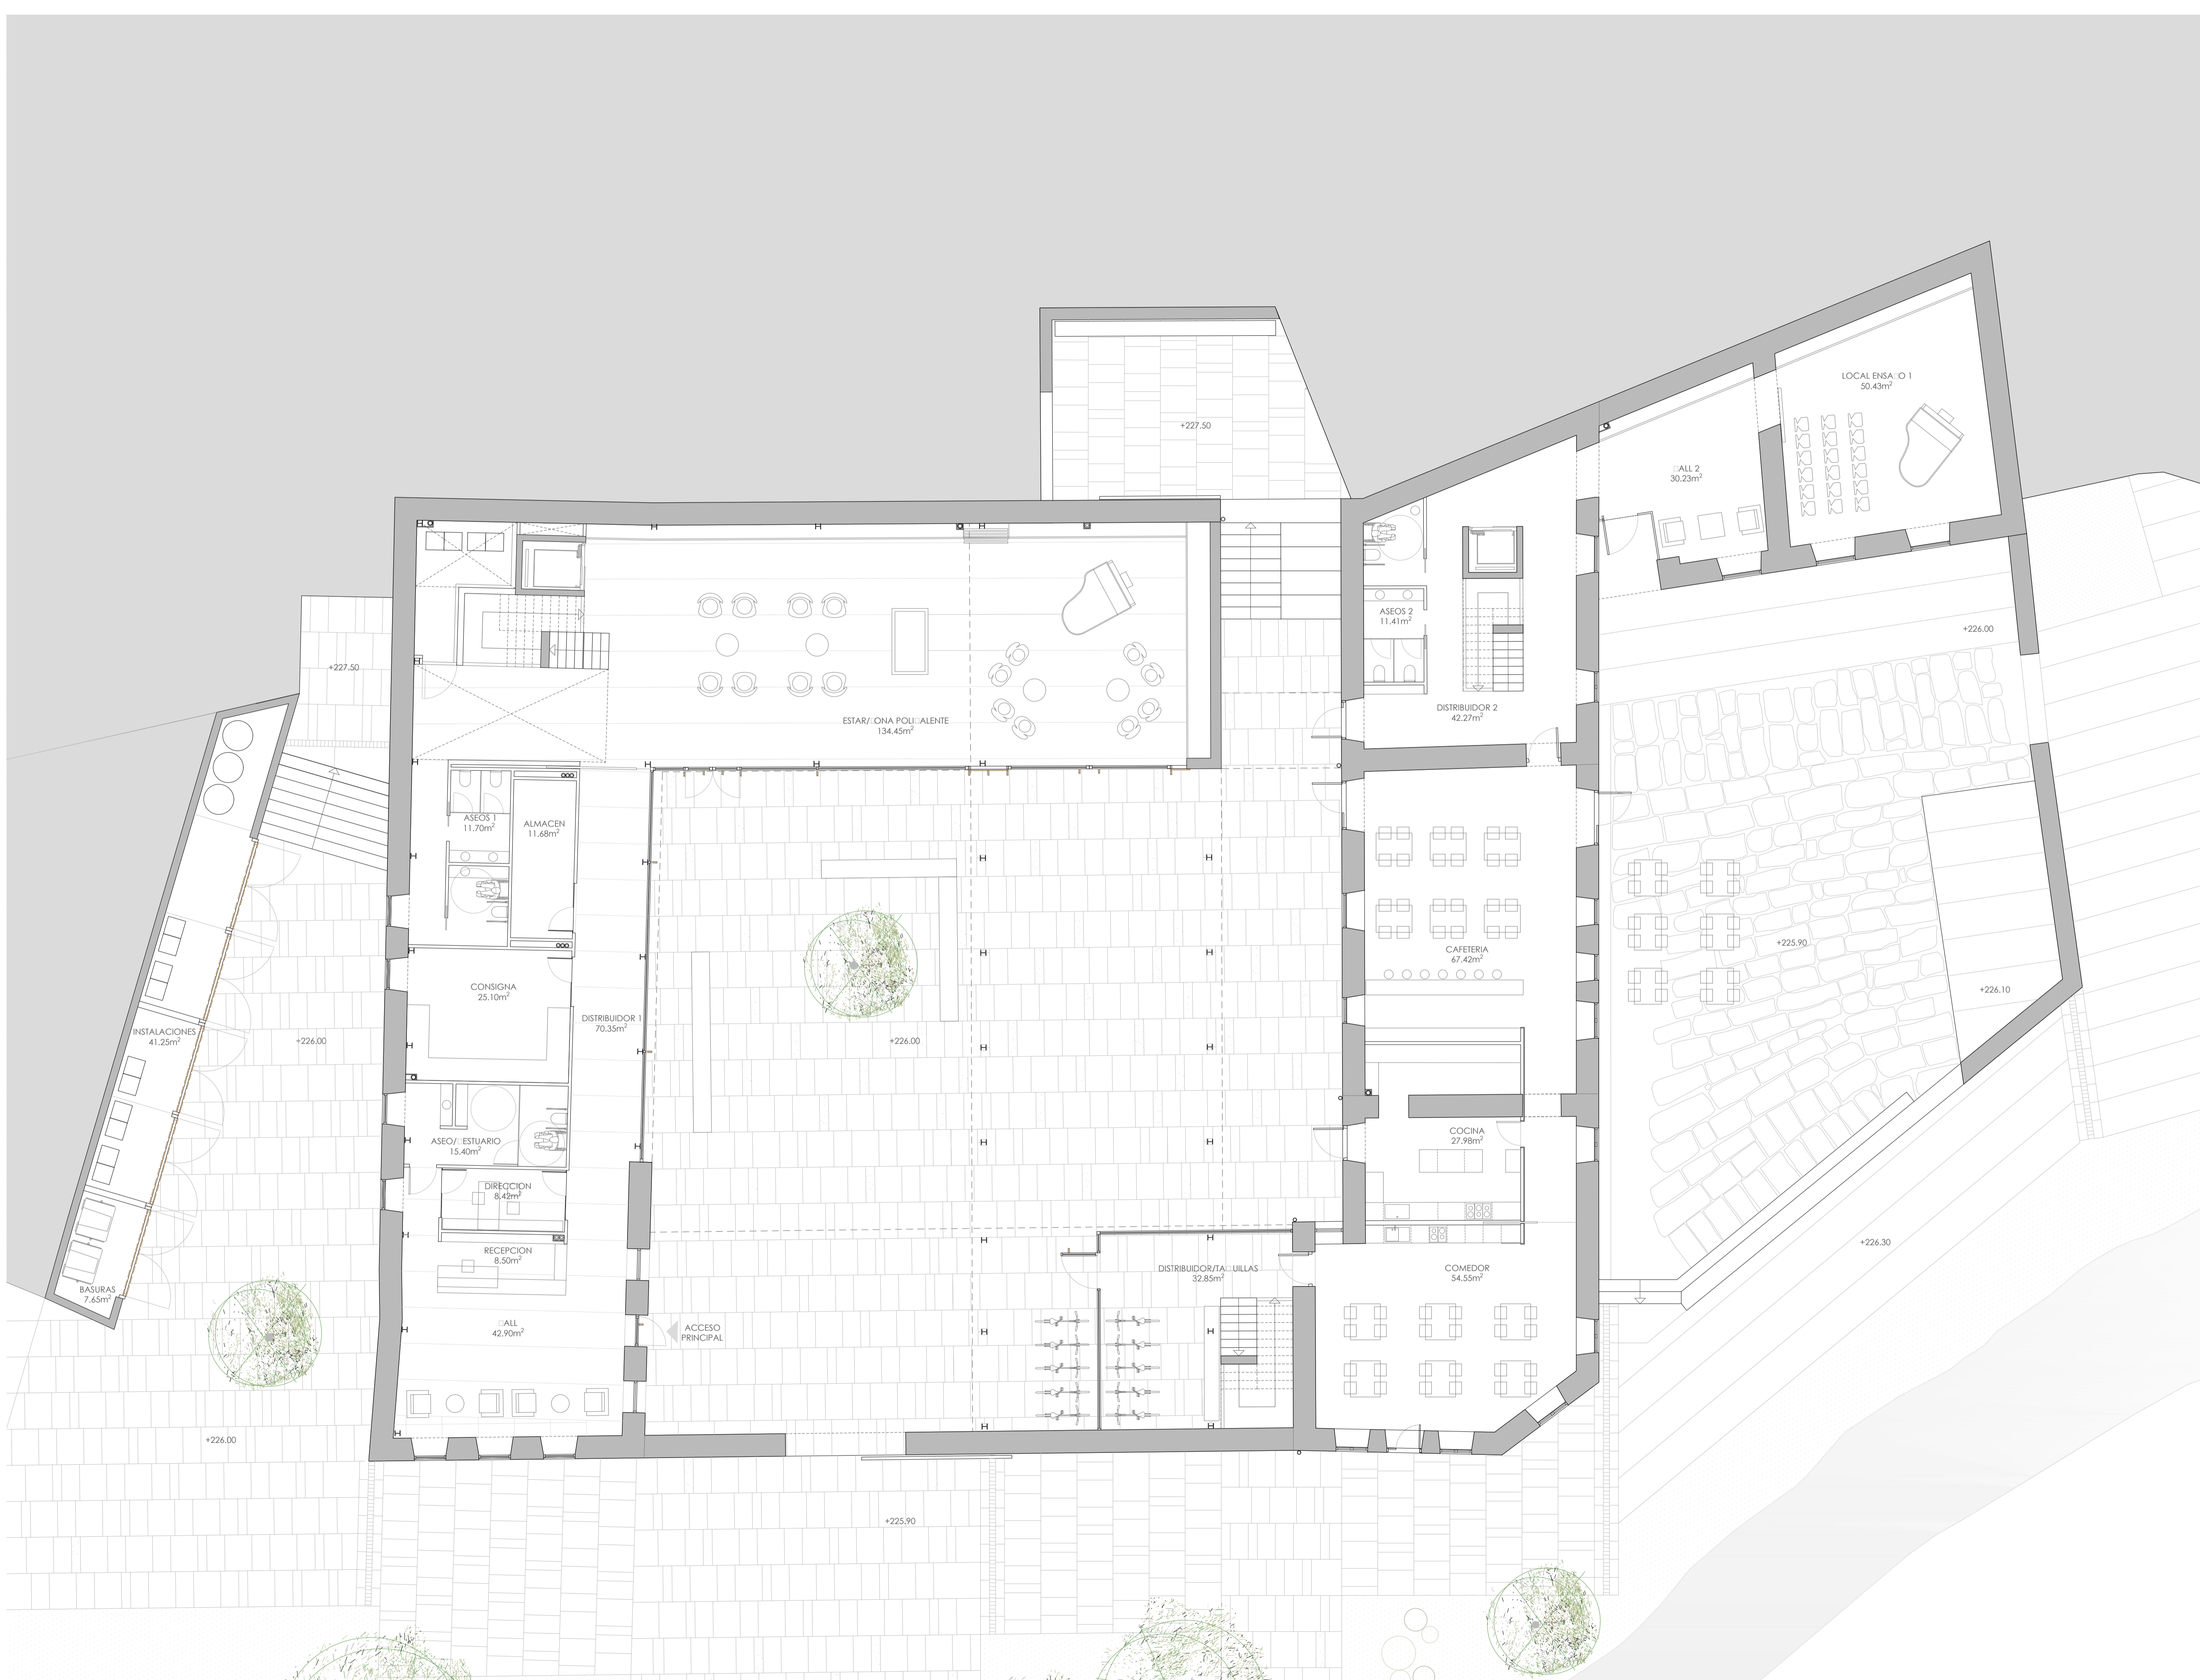 LOCAL ENSA□O 1
50.43m²
+227.50
□ALL 2
30.23m²
ASEOS 2
11.41m²
+226.00
+227.50
DISTRIBUIDOR 2
42.27m²
ESTAR/□ONA POLI□ALENTE
134.45m²
ASEOS 1
11.70m²
ALMACEN
11.68m²
CAFETERIA
67.42m²
+225.90
CONSIGNA
25.10m²
+226.10
DISTRIBUIDOR 1
70.35m²
INSTALACIONES
41.25m²
+226.00
+226.00
COCINA
27.98m²
ASEO/□ESTUARIO
15.40m²
DIRECCION
8.42m²
RECEPCION
8.50m²
+226.30
DISTRIBUIDOR/TA□UILLAS
32.85m²
COMEDOR
54.55m²
BASURAS
7.65m²
□ALL
42.90m²
ACCESO
PRINCIPAL
+226.00
+225.90